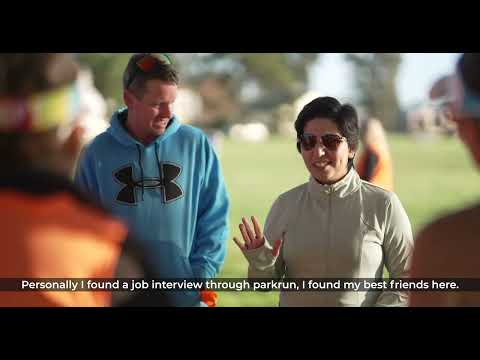 Personally I found a job interview through parkrun, I found my best friends here.